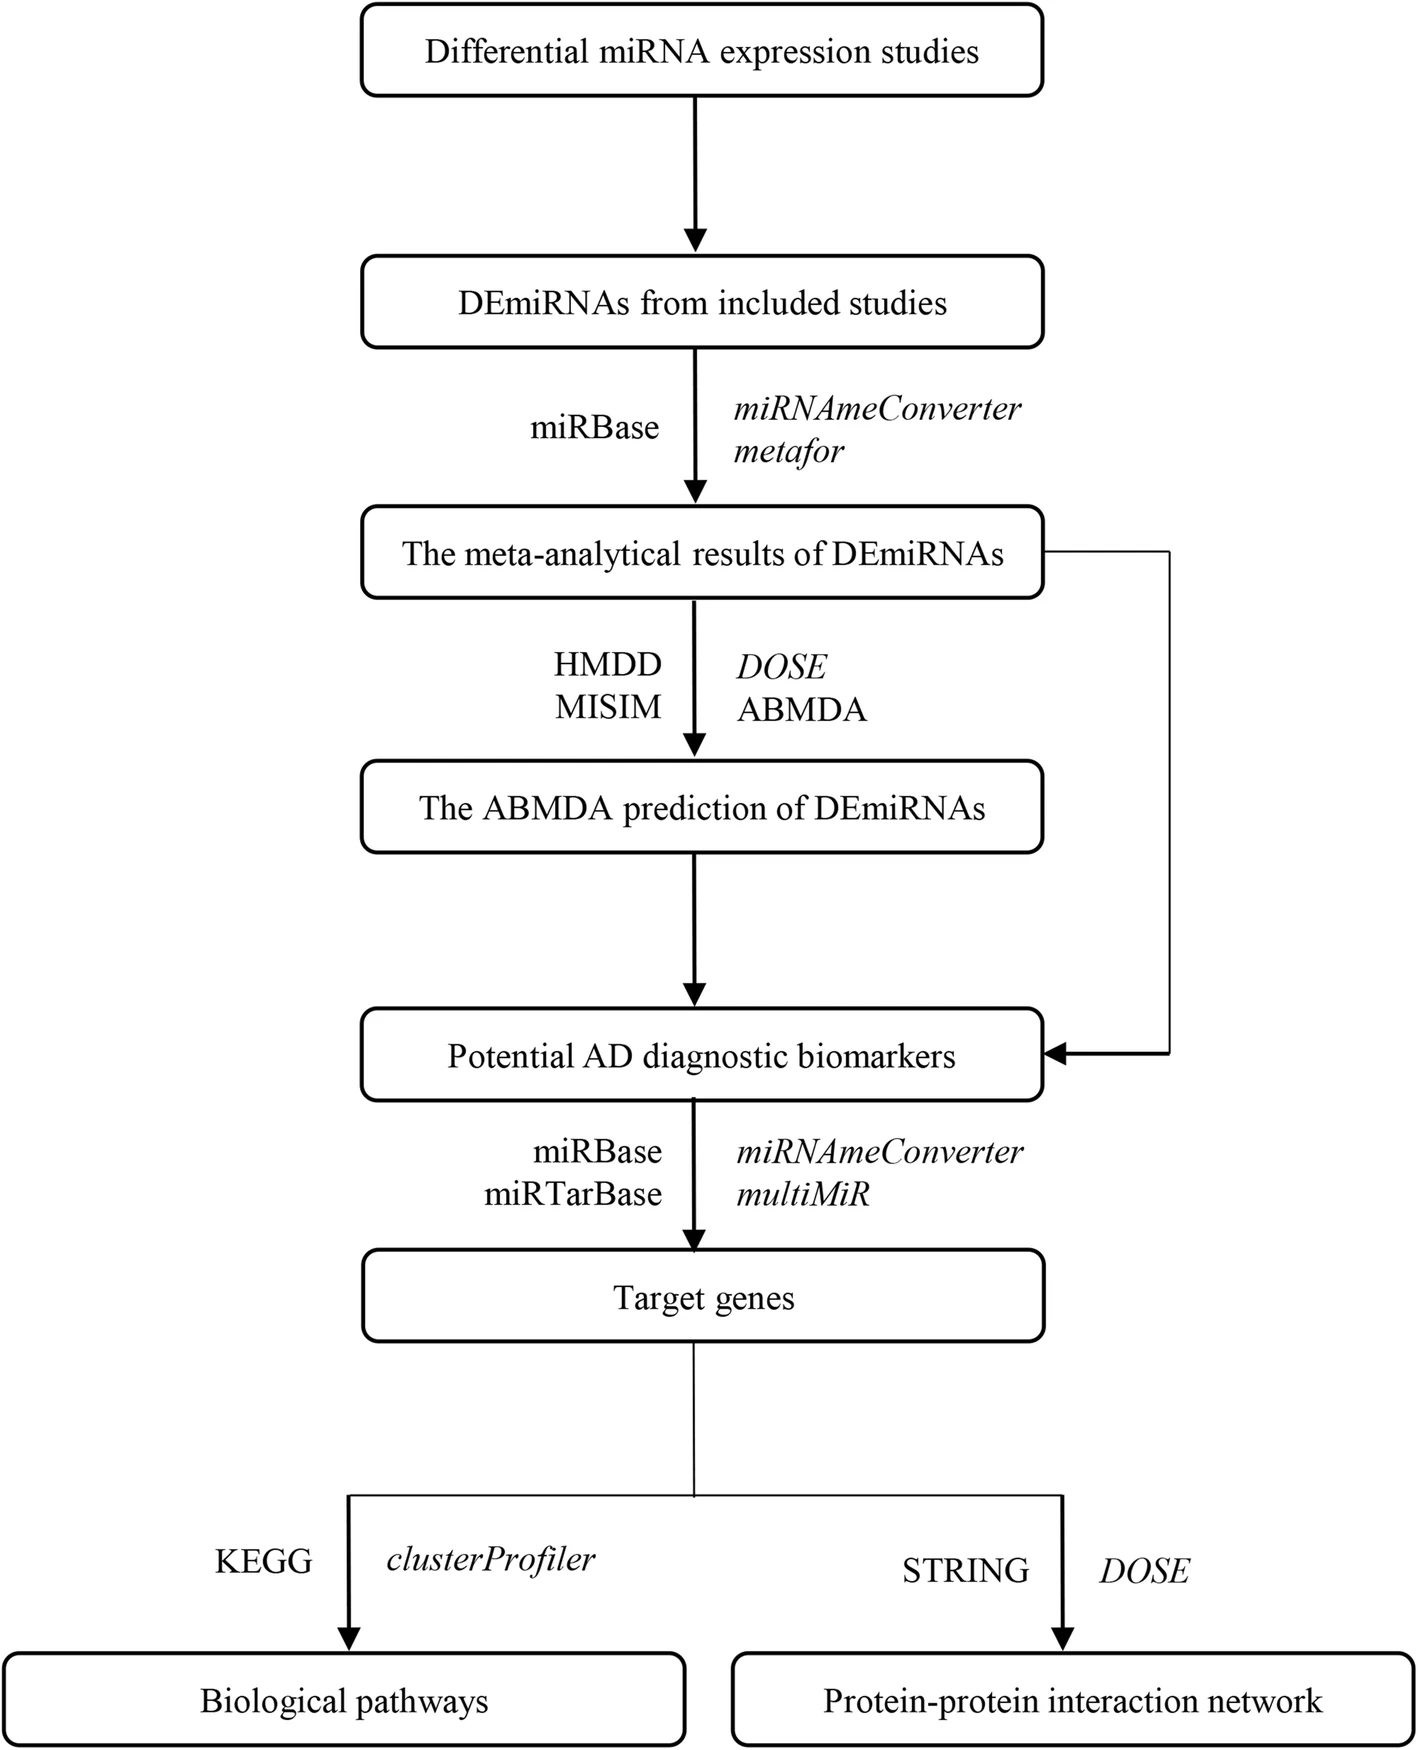 Differential miRNA expression studies
DEmiRNAs from included studies
miRBase
miRNAmeConverter
metafor
The meta-analytical results of DEmiRNAs
HMDD
MISIM
DOSE
ABMDA
The ABMDA prediction of DEmiRNAs
Potential AD diagnostic biomarkers
miRBase
miRTarBase
miRNAmeConverter
multiMiR
Target genes
KEGG
clusterProfiler
STRING
DOSE
Biological pathways
Protein-protein interaction network